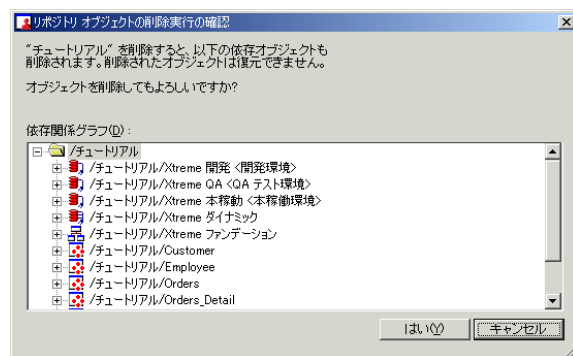 リポジトリ オブジェクトの削除実行の確認
"チュートリアル" を削除すると、以下の依存オブジェクトも
削除されます。削除されたオブジェクトは復元できません。
オブジェクトを削除してもよろしいですか?
依存関係グラフ(D):
/チュートリアル
/チュートリアル/Xtreme 開発 <開発環境>
/チュートリアル/Xtreme QA <QA テスト環境>
/チュートリアル/Xtreme 本稼動 <本稼働環境>
/チュートリアル/Xtreme ダイナミック
/チュートリアル/Xtreme ファンデーション
/チュートリアル/Customer
/チュートリアル/Employee
/チュートリアル/Orders
/チュートリアル/Orders_Detail
はい(Y)
キャンセル